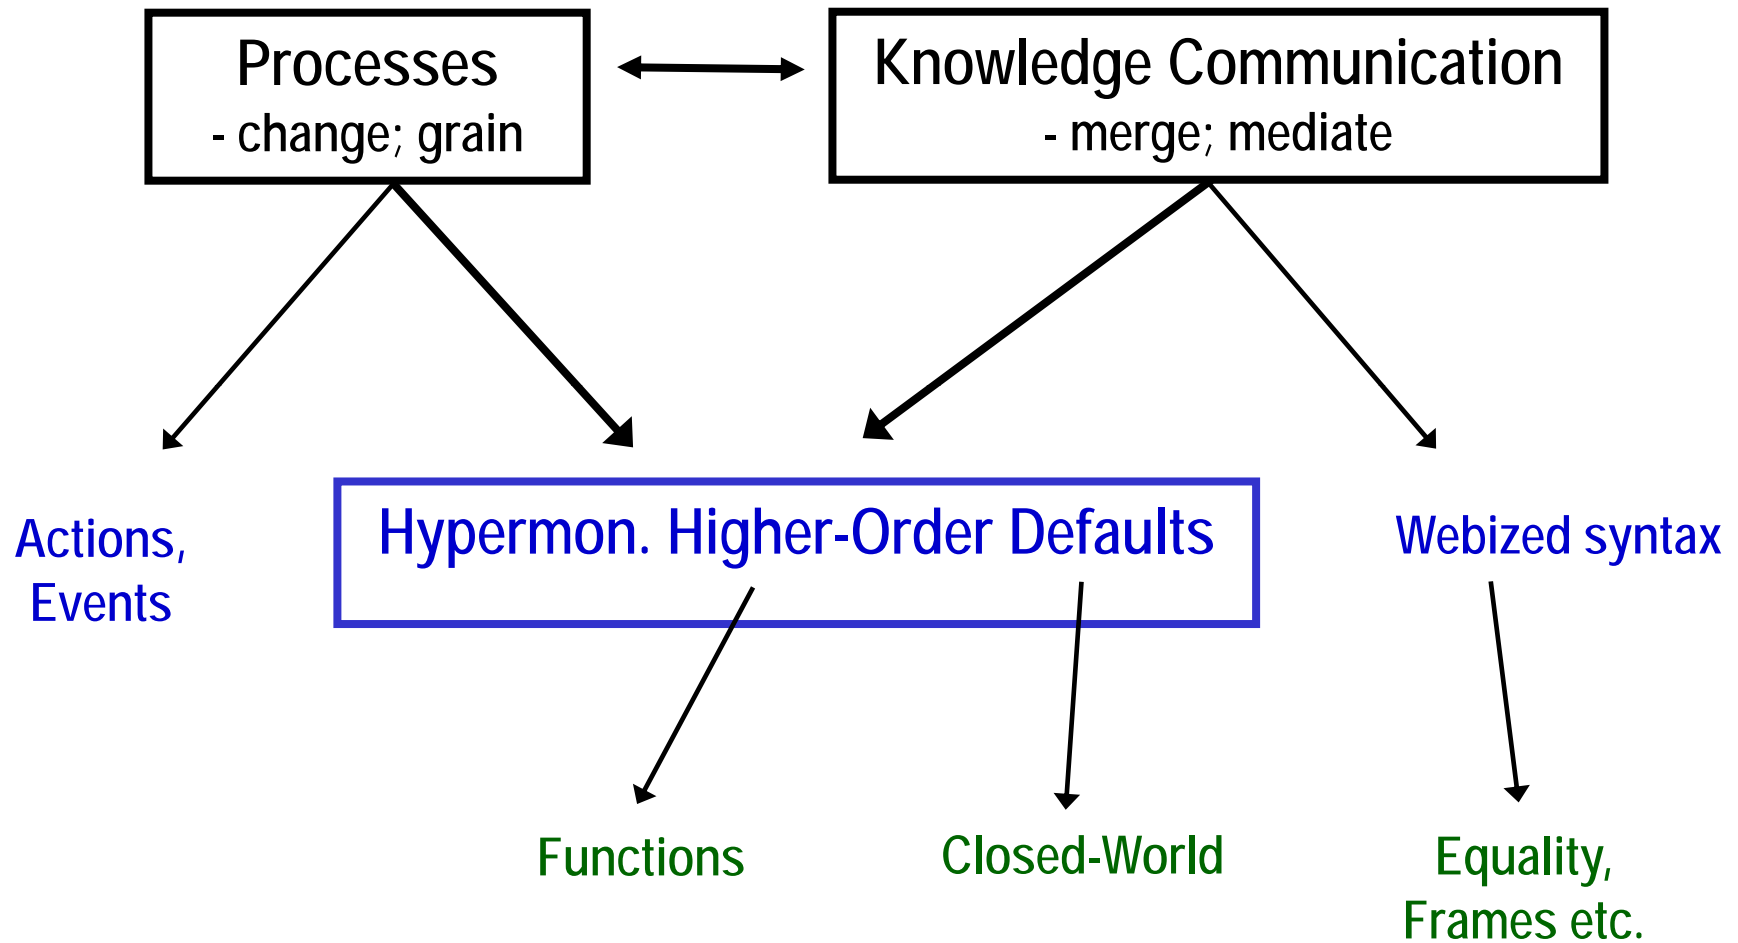 Processes
- change; grain
Knowledge Communication
- merge; mediate
Actions,
Events
Hypermon. Higher-Order Defaults
Webized syntax
Functions
Closed-World
Equality,
Frames etc.